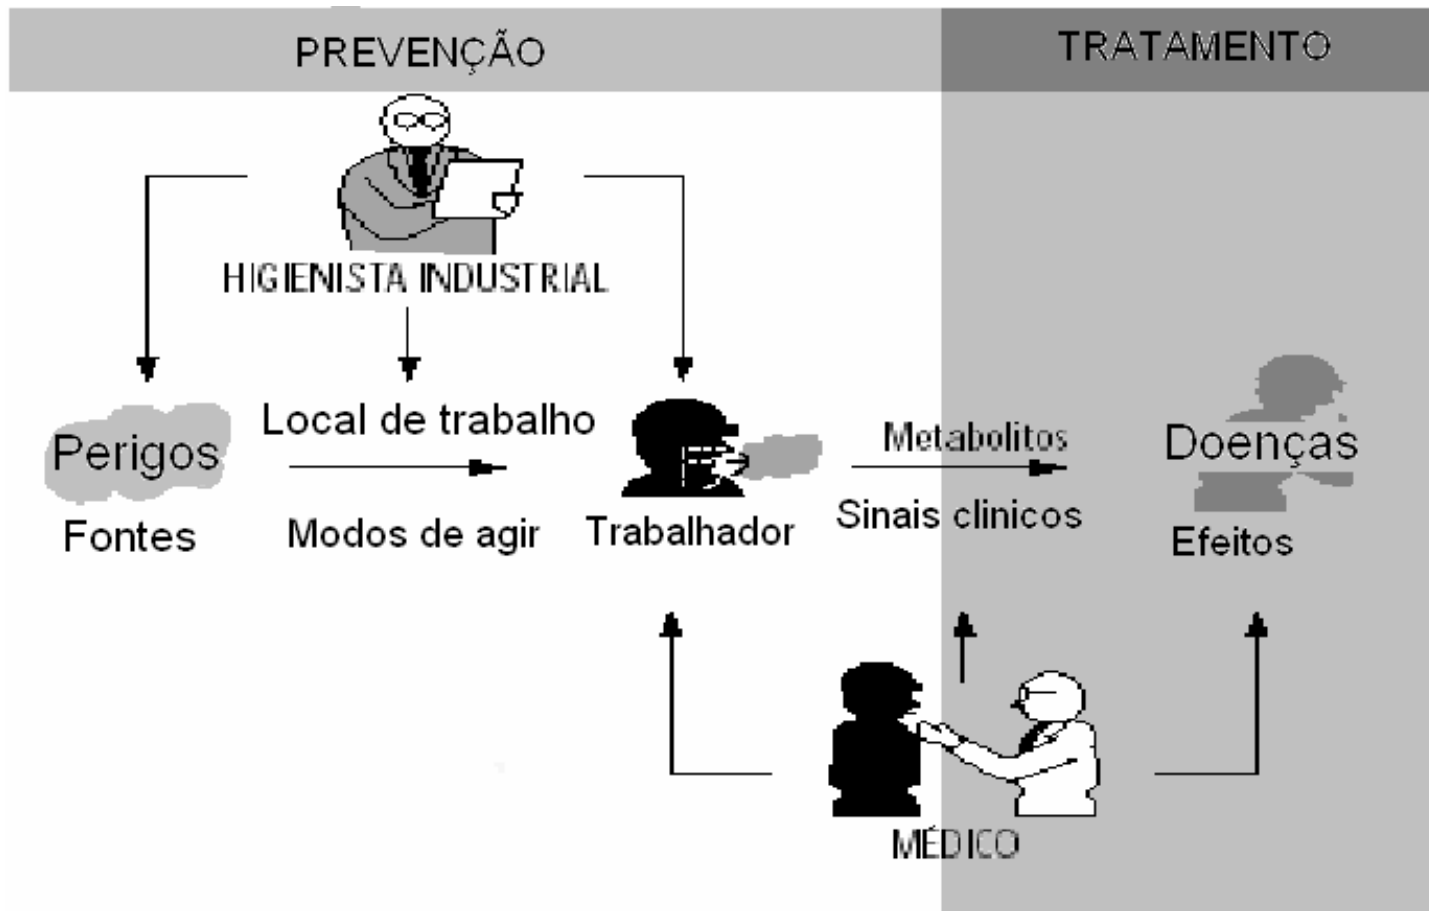 PREVENÇÃO
TRATAMENTO
HIGIENISTA INDUSTRIAL
Perigos
Fontes
Local de trabalho
Modos de agir
Trabalhador
Metabolitos
Sinais clinicos
Doenças
Efeitos
MÉDICO